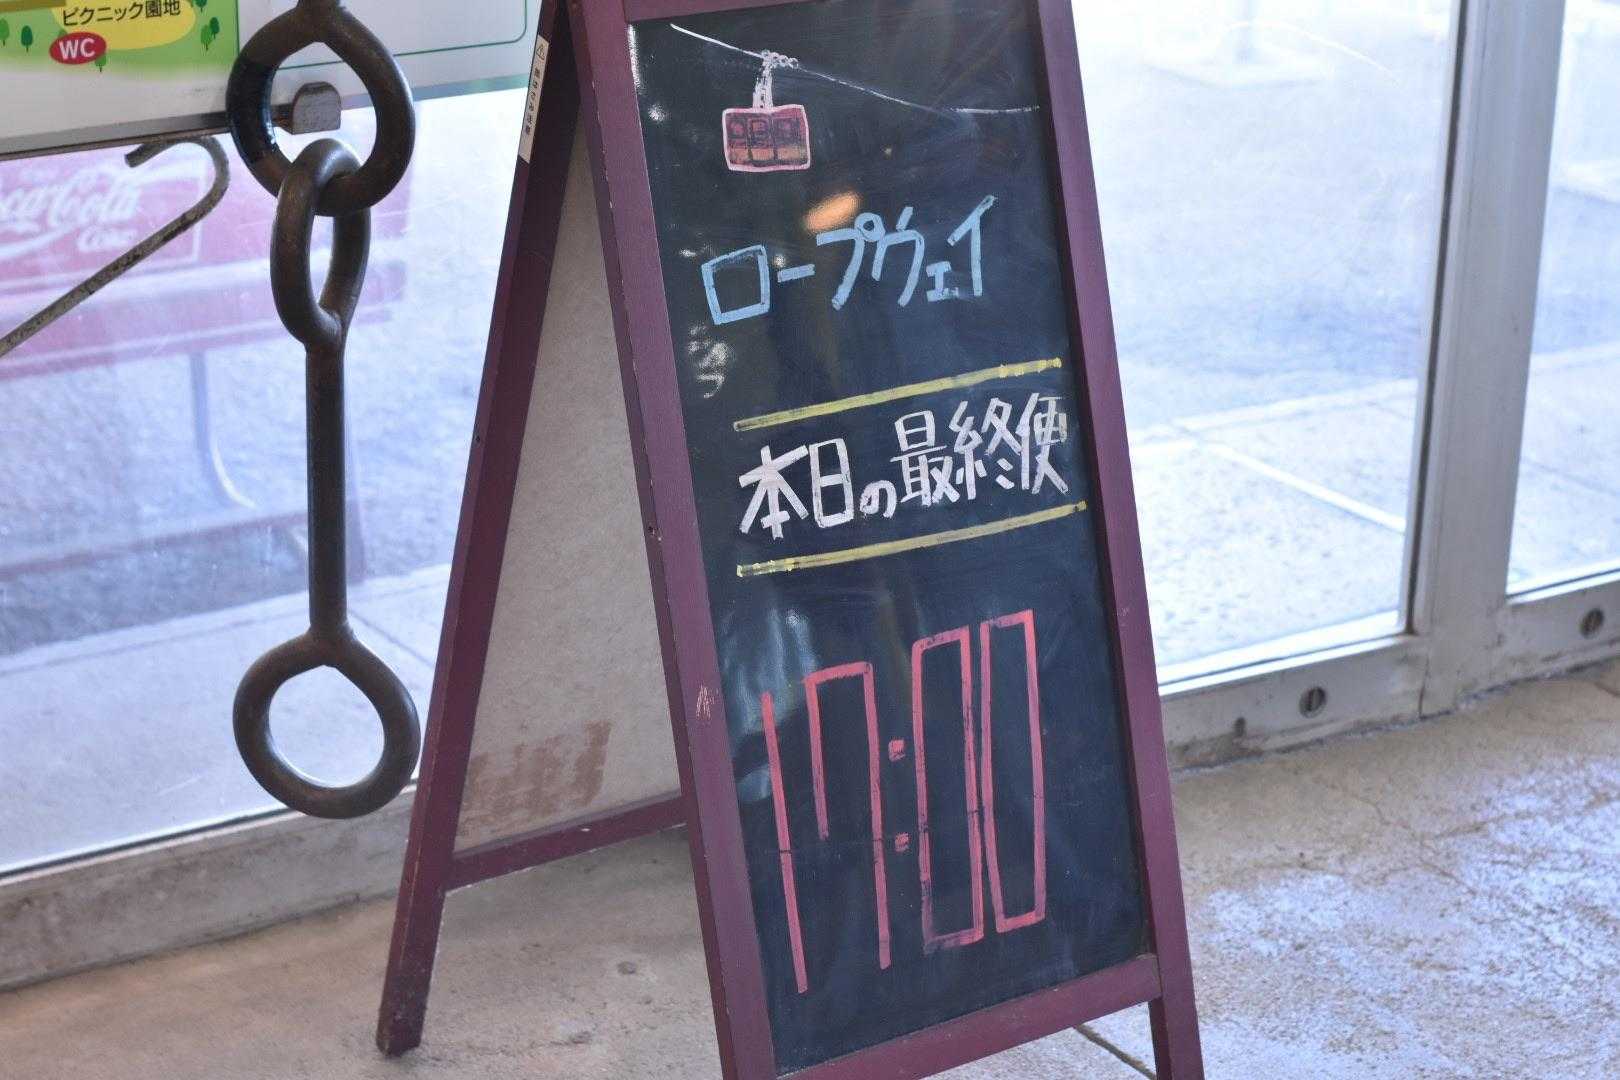 ピクニック園地
WC
Coca-Cola
Coke
ロープウェイ
本日の最終便
17:00